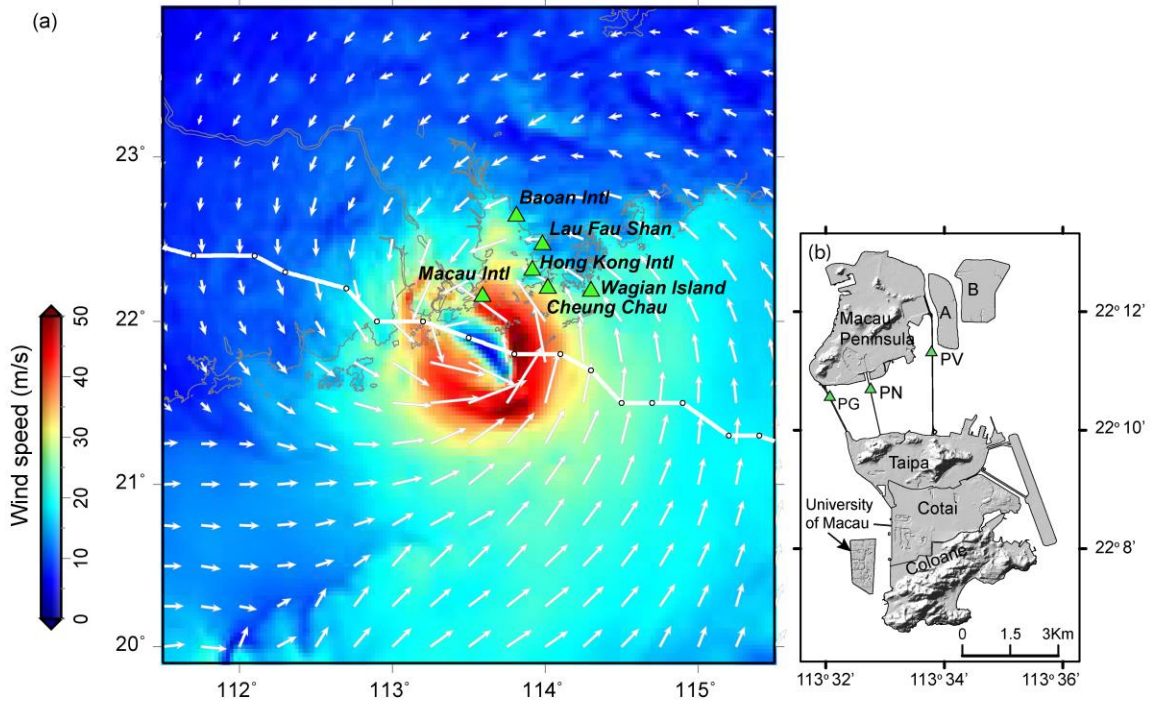 (a)
50
40
30
20
10
0
Wind speed (m/s)
23°
22°
21°
20°
112°
113°
114°
115°
Baoan Intl
Lau Fau Shan
Hong Kong Intl
Macau Intl
Wagian Island
Cheung Chau
(b)
B
A
Macau
Peninsula
PV
PN
PG
Taipa
University
of Macau
Cotai
Coloane
0 1.5 3Km
22° 12'
22° 10'
22° 8'
113° 32'
113° 34'
113° 36'